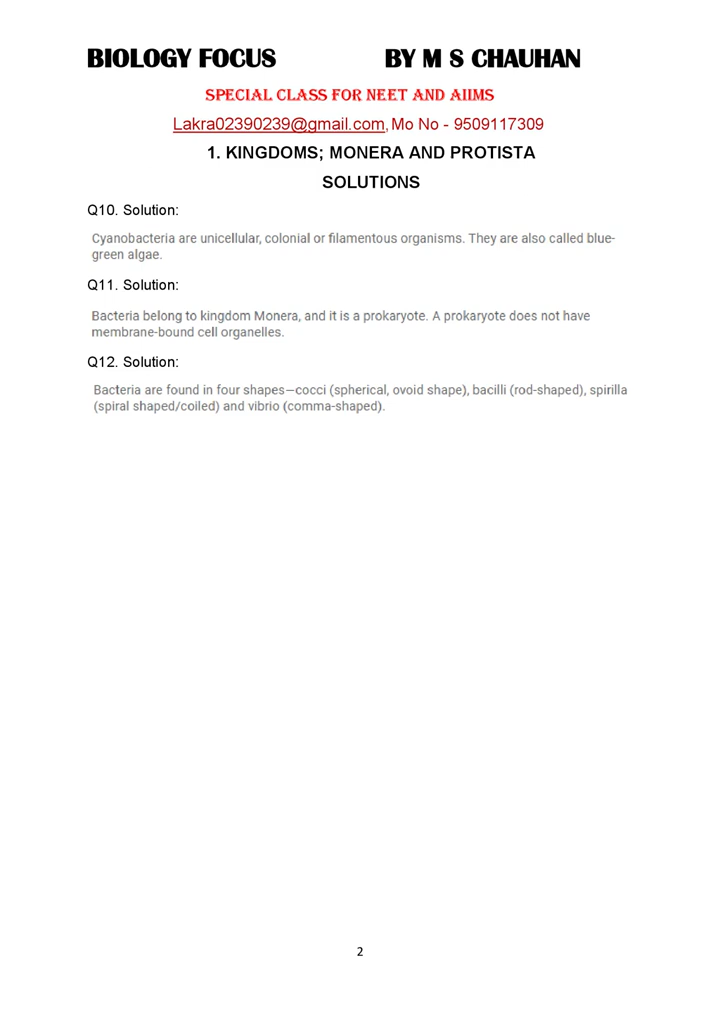 BIOLOGY FOCUS BY M S CHAUHAN
SPECIAL CLASS FOR NEET AND AIIMS
Lakra02390239@gmail.com, Mo No - 9509117309
1. KINGDOMS; MONERA AND PROTISTA
SOLUTIONS
Q10. Solution:
Cyanobacteria are unicellular, colonial or filamentous organisms. They are also called blue-
green algae.
Q11. Solution:
Bacteria belong to kingdom Monera, and it is a prokaryote. A prokaryote does not have
membrane-bound cell organelles.
Q12. Solution:
Bacteria are found in four shapes—cocci (spherical, ovoid shape), bacilli (rod-shaped), spirilla
(spiral shaped/coiled) and vibrio (comma-shaped).
2